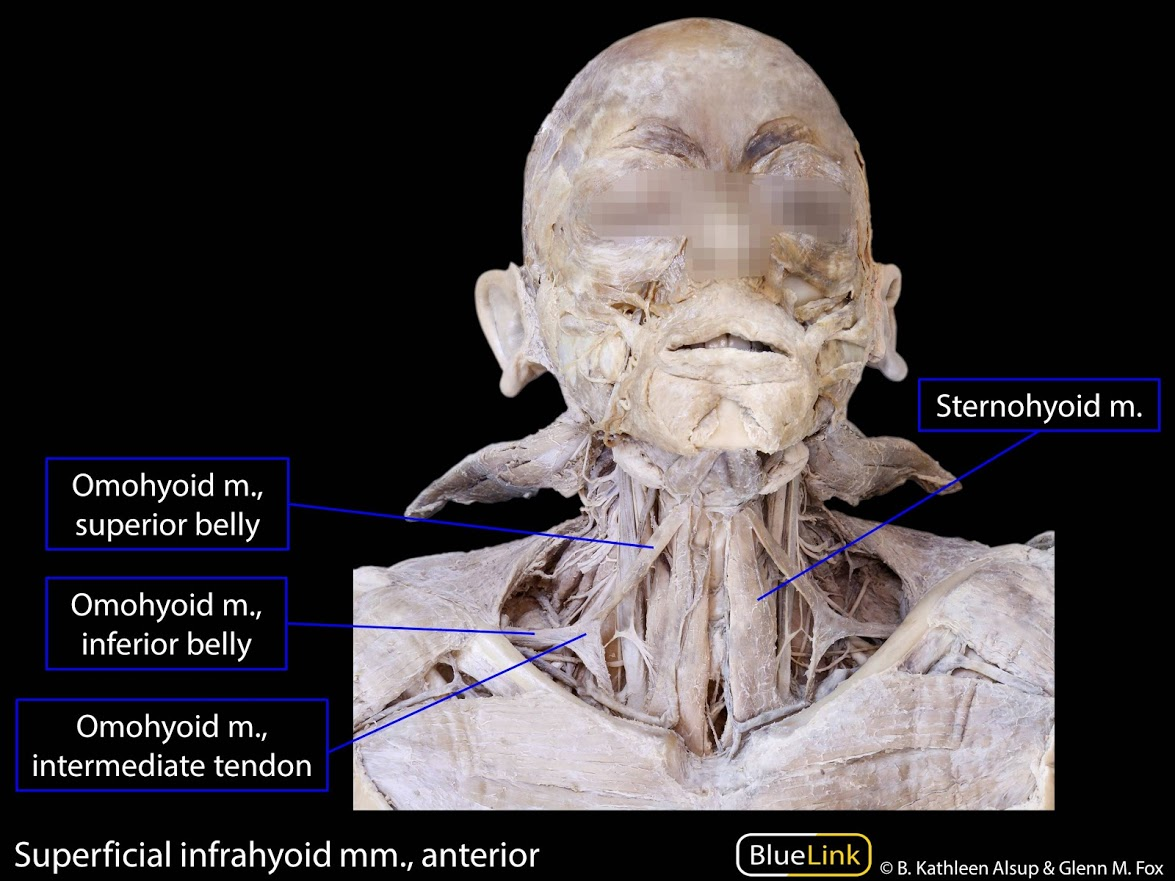 Sternohyoid m.
Omohyoid m.,
superior belly
Omohyoid m.,
inferior belly
Omohyoid m.,
intermediate tendon
Superficial infrahyoid mm., anterior
BlueLink
© B. Kathleen Alsup & Glenn M. Fox